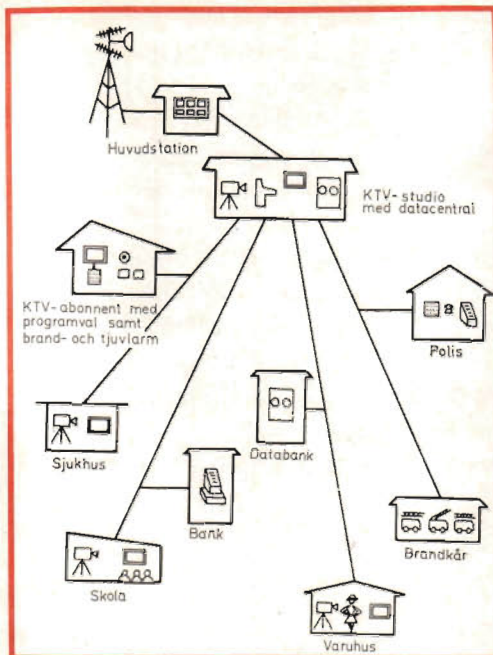 Huvudstation
KTV-studio
med datacentral
KTV-abonnent med
programval samt
brand- och tjuvlarm
Polis
Sjukhus
Databank
Bank
Brandkår
Skola
Varuhus